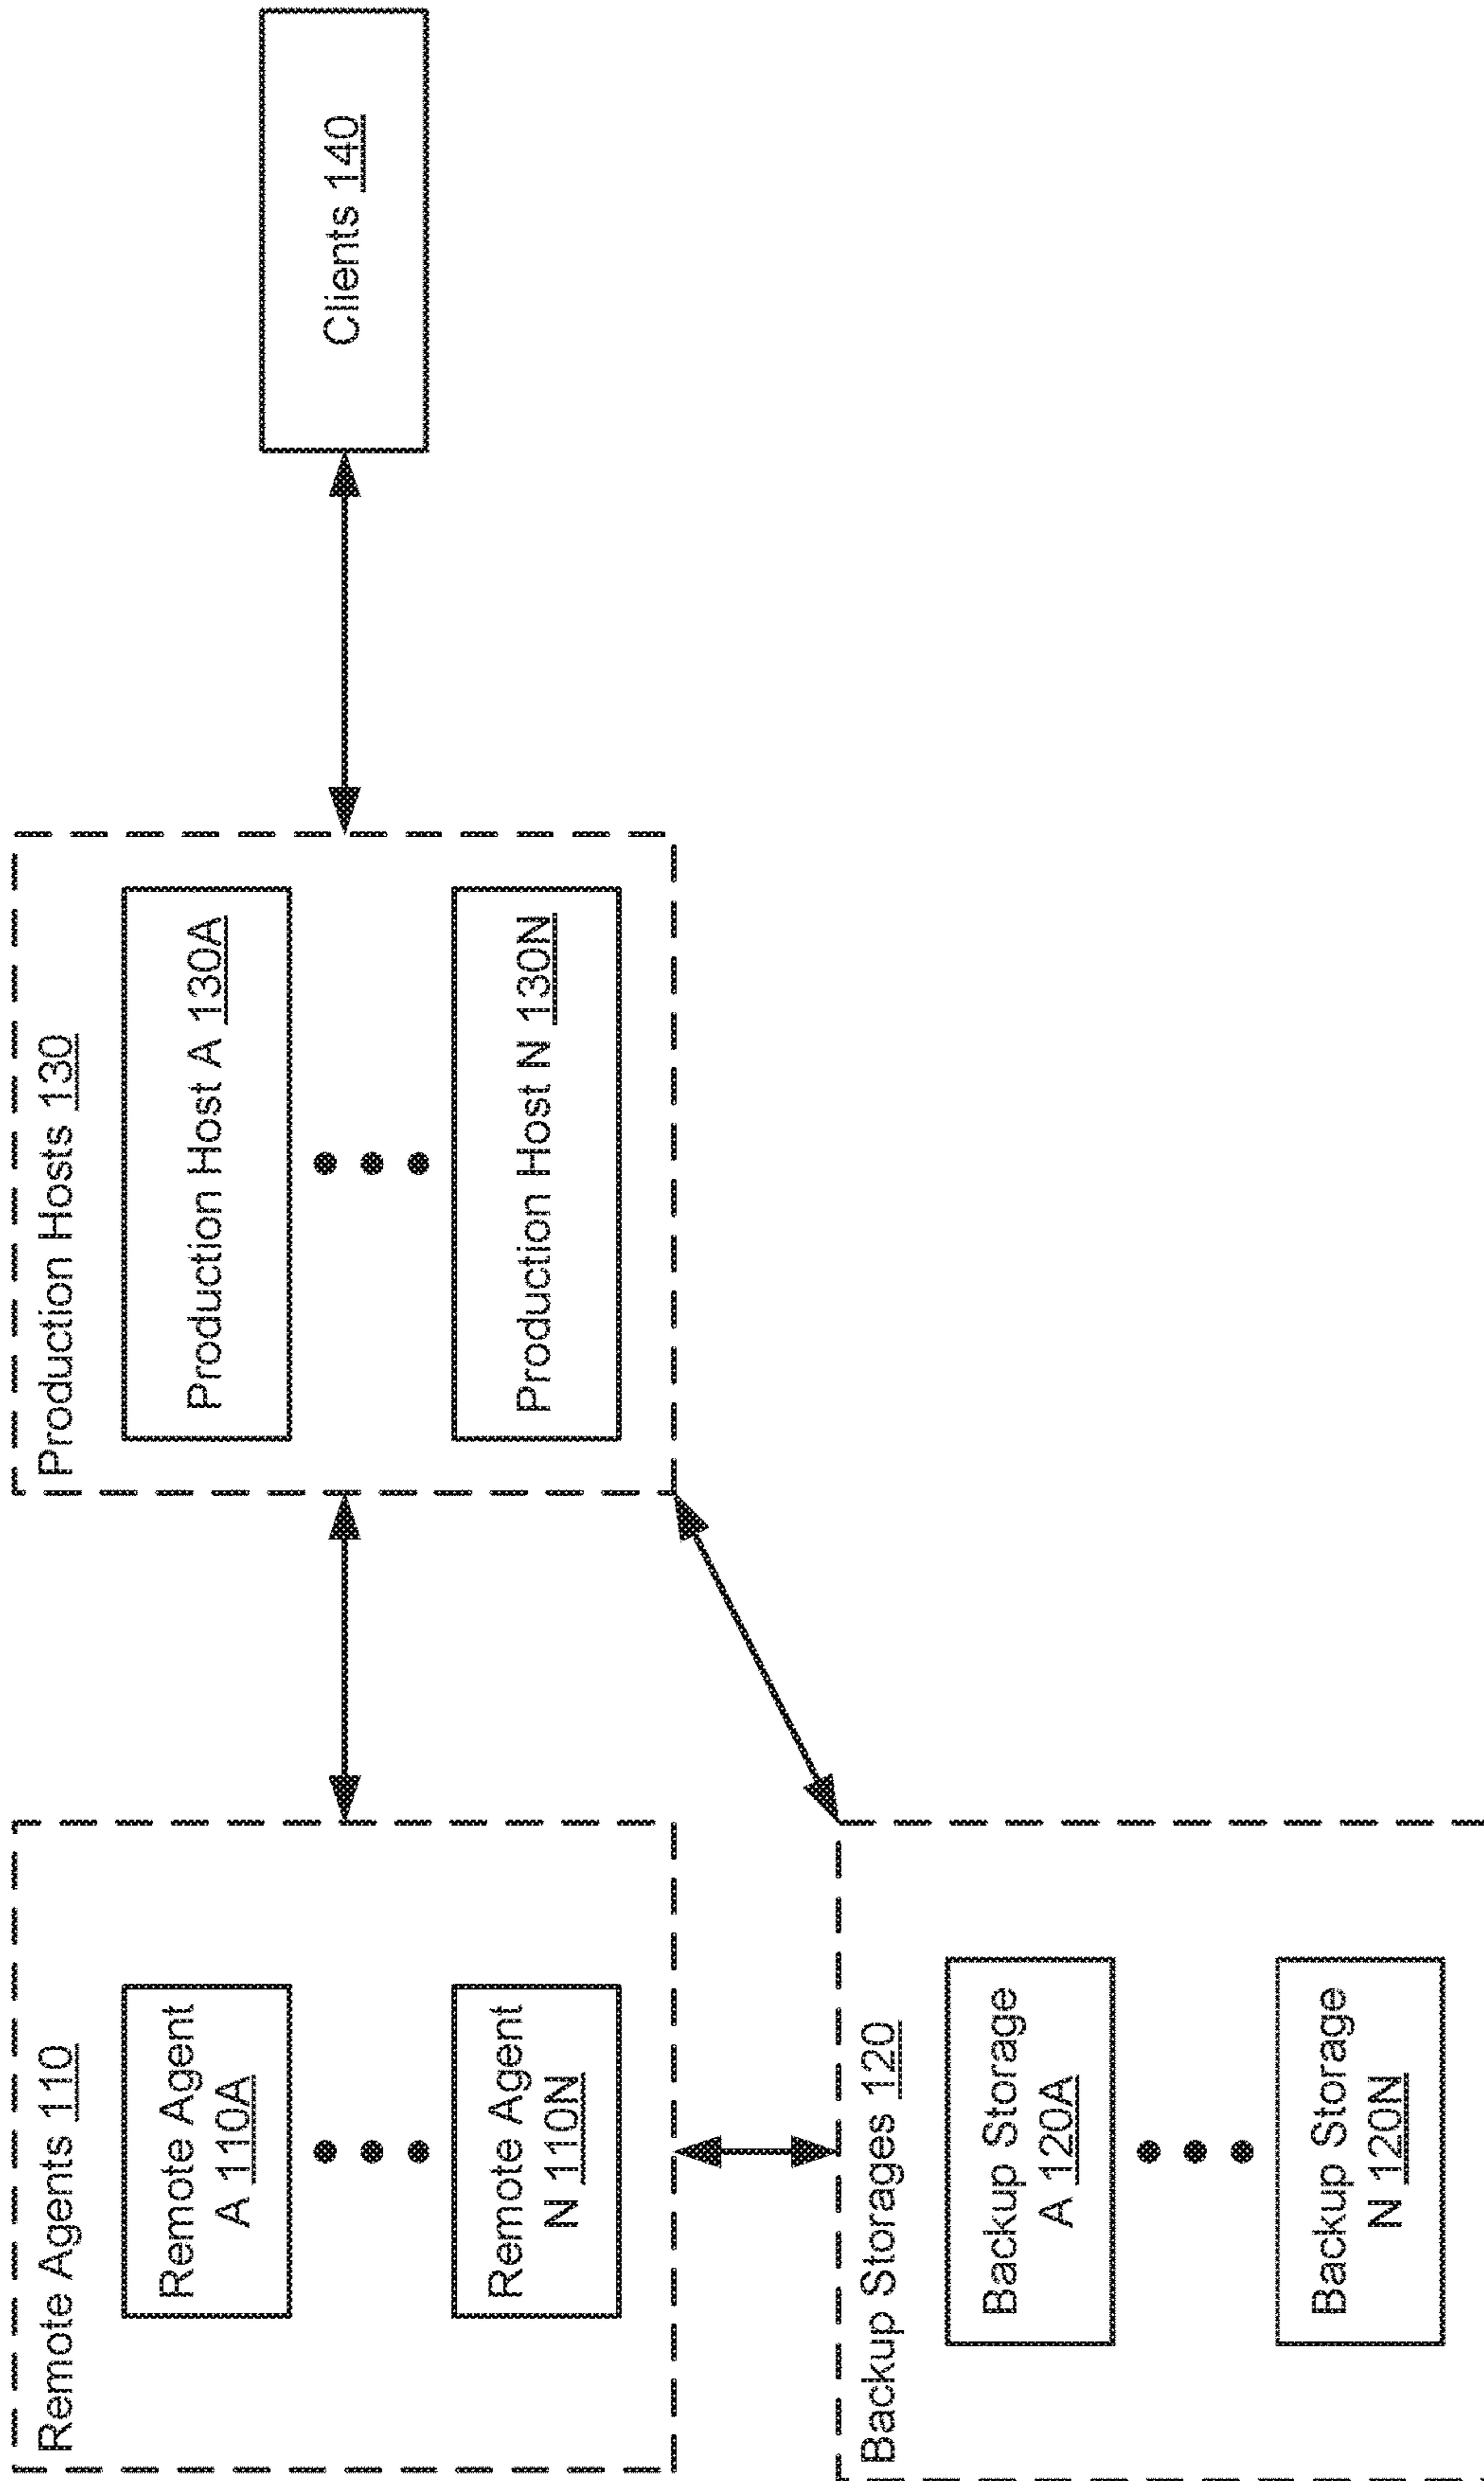 Remote Agents 110
Remote Agent
A 110A
Remote Agent
N 110N
Production Hosts 130
Production Host A 130A
Production Host N 130N
Clients 140
Backup Storages 120
Backup Storage
A 120A
Backup Storage
N 120N